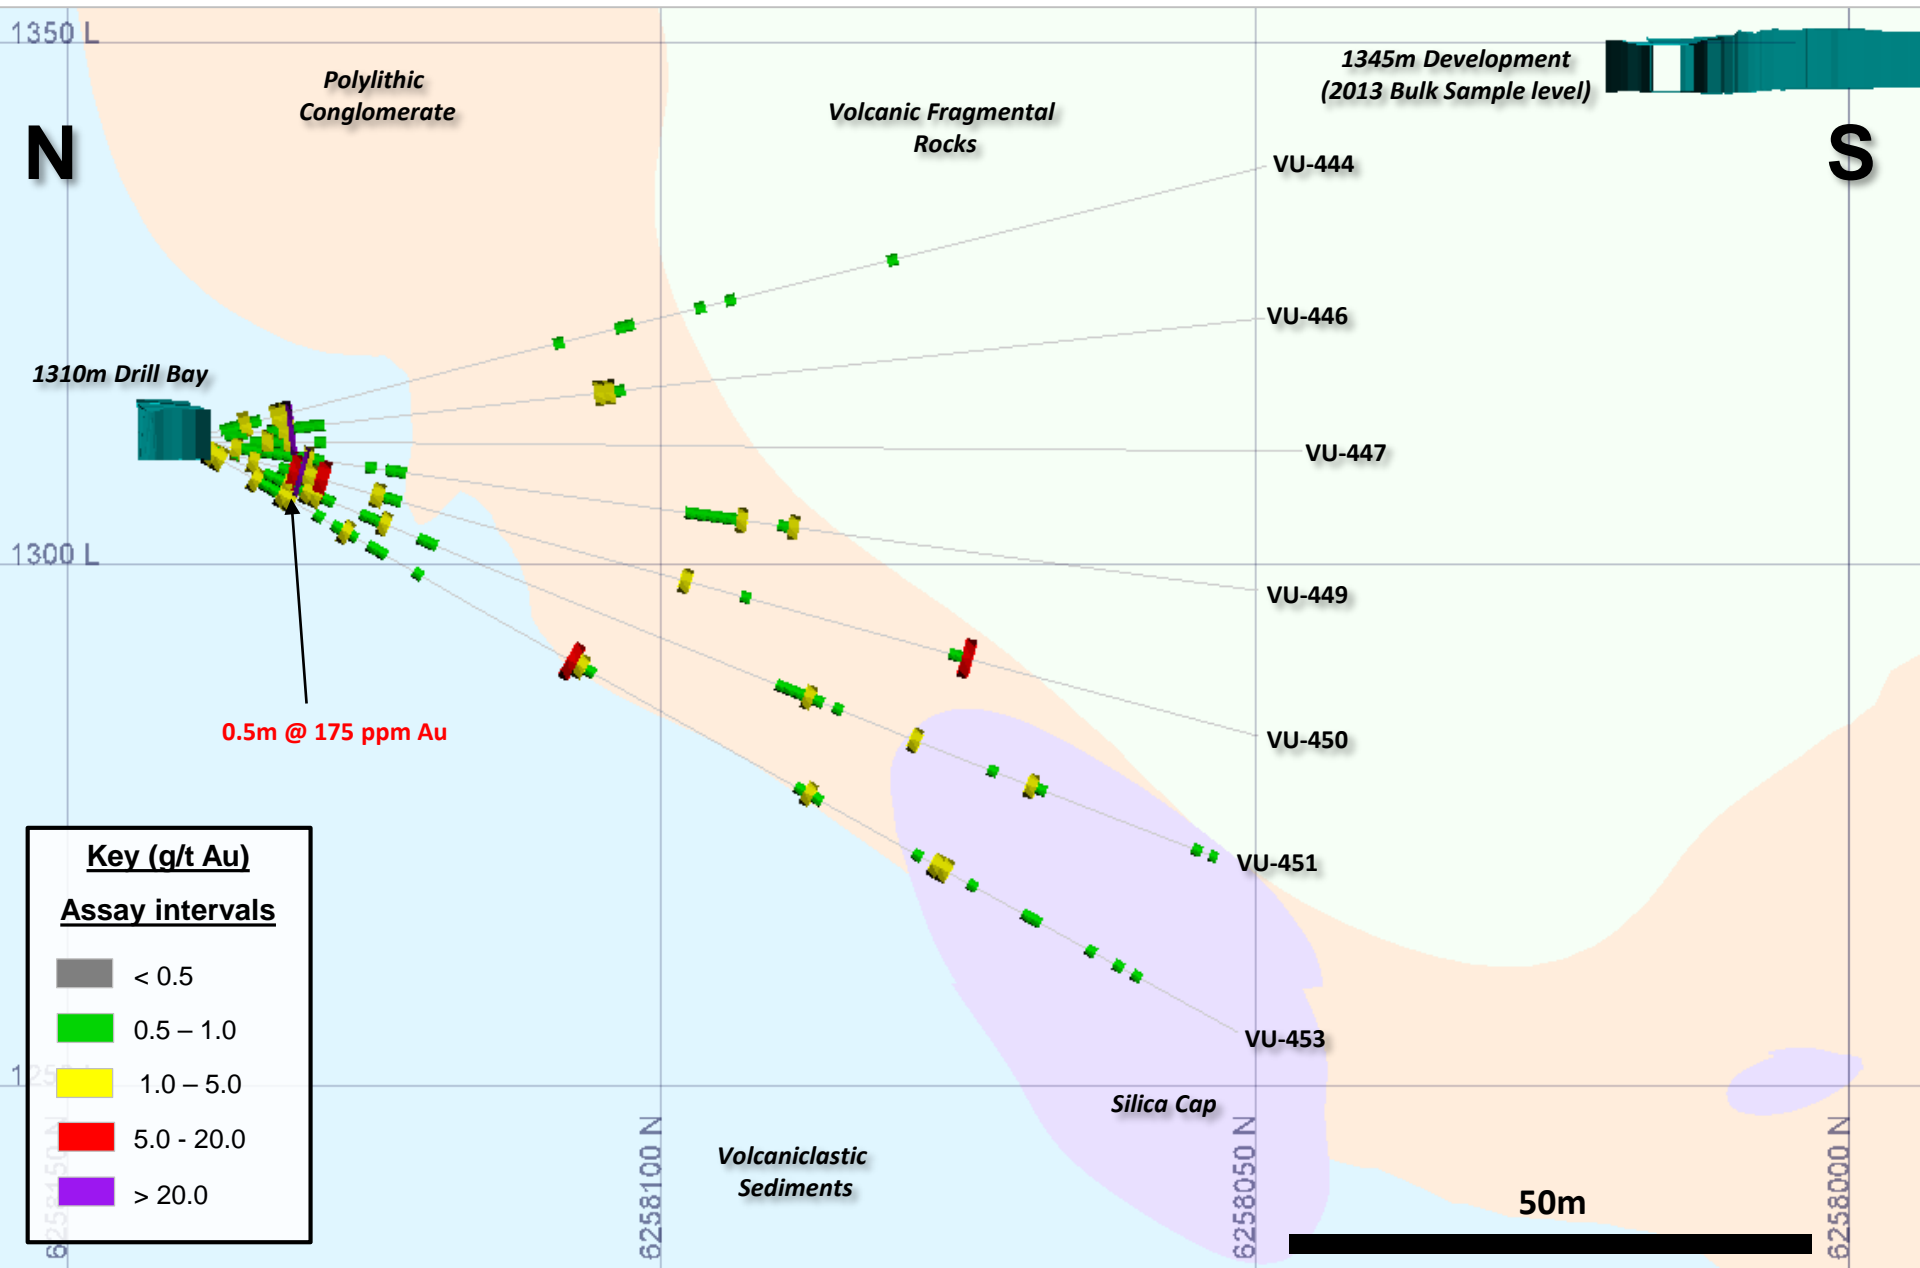 1350 L
Polylithic
Conglomerate
Volcanic Fragmental
Rocks
1345m Development
(2013 Bulk Sample level)
N
S
VU-444
VU-446
1310m Drill Bay
VU-447
1300 L
VU-449
0.5m @ 175 ppm Au
VU-450
VU-451
VU-453
Key (g/t Au)
Assay intervals
< 0.5
0.5 – 1.0
1.0 – 5.0
5.0 - 20.0
> 20.0
1250 L
Silica Cap
Volcaniclastic
Sediments
50m
6258150 N
6258100 N
6258050 N
6258000 N